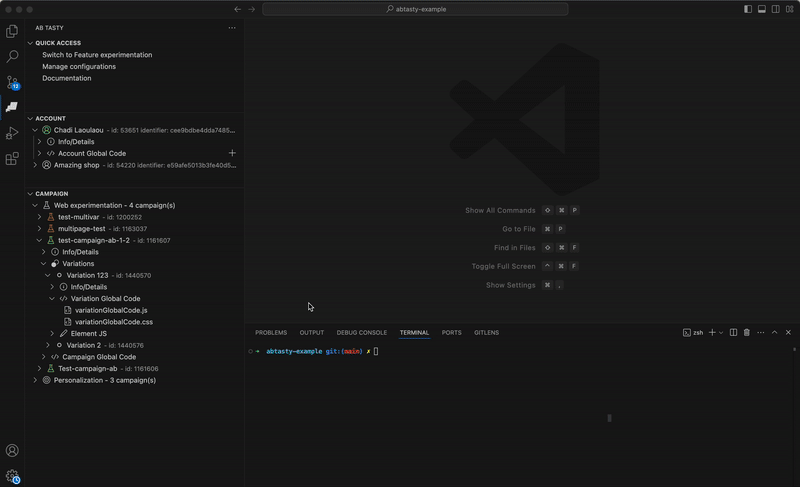 abtasty-example
AB TASTY
QUICK ACCESS
Switch to Feature experimentation
Manage configurations
Documentation
13
ACCOUNT
Chadi Laoulaou - id: 53651 identifier: cee9bdbe4dda7485...
Info/Details
Account Global Code
Amazing shop - id: 54220 identifier: e59afe5013b3fe40d5...
CAMPAIGN
Web experimentation - 4 campaign(s)
test-multivar - id: 1200252
multipage-test - id: 1163037
test-campaign-ab-1-2 - id: 1161607
Info/Details
Variations
Variation 123 - id: 1440570
Info/Details
Variation Global Code
variationGlobalCode.js
variationGlobalCode.css
Element JS
Variation 2 - id: 1440576
Campaign Global Code
Test-campaign-ab - id: 1161606
Personalization - 3 campaign(s)
Show All Commands ⇧ ⌘ P
Go to File ⌘ P
Find in Files ⇧ ⌘ F
Toggle Full Screen ^ ⌘ F
Show Settings ⌘ ,
PROBLEMS OUTPUT DEBUG CONSOLE TERMINAL PORTS GITLENS zsh
abtasty-example git:(main) ✗